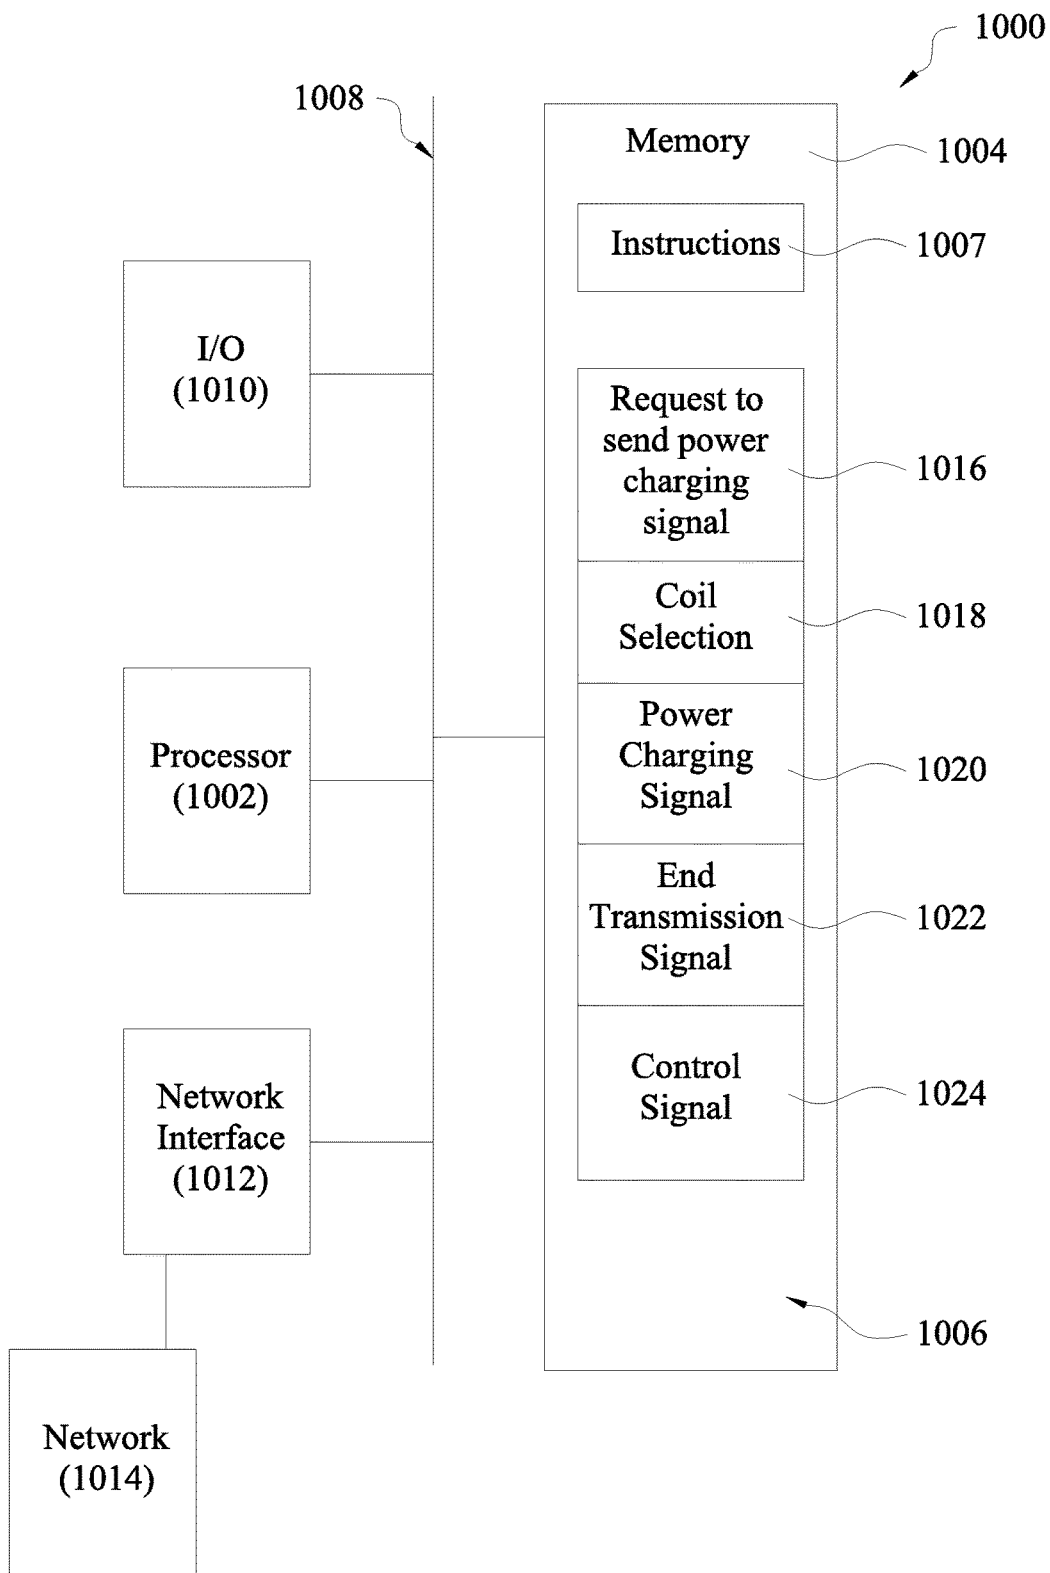 1000
1008
Memory
1004
Instructions
1007
I/O
(1010)
Request to
send power
charging
signal
1016
Coil
Selection
1018
Processor
(1002)
Power
Charging
Signal
1020
End
Transmission
Signal
1022
Network
Interface
(1012)
Control
Signal
1024
1006
Network
(1014)